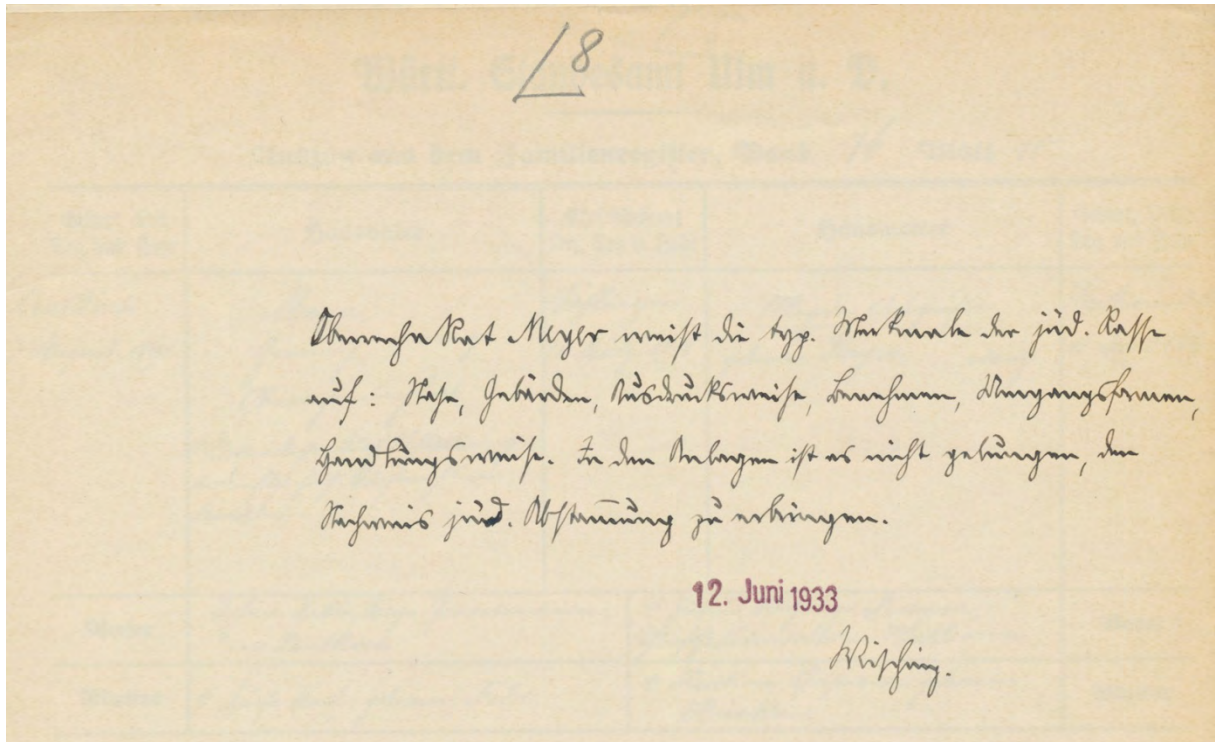 8
Oberrechn Rat Meyer weist die typ. Merkmale der jüd. Rasse
auf: Nase, Gebärden, Ausdrucksweise, Benehmen, Umgangsformen,
Handlungsweise. In den Anlagen ist es nicht gelungen, den
Nachweis jüd. Abstammung zu erbringen.
12. Juni 1933